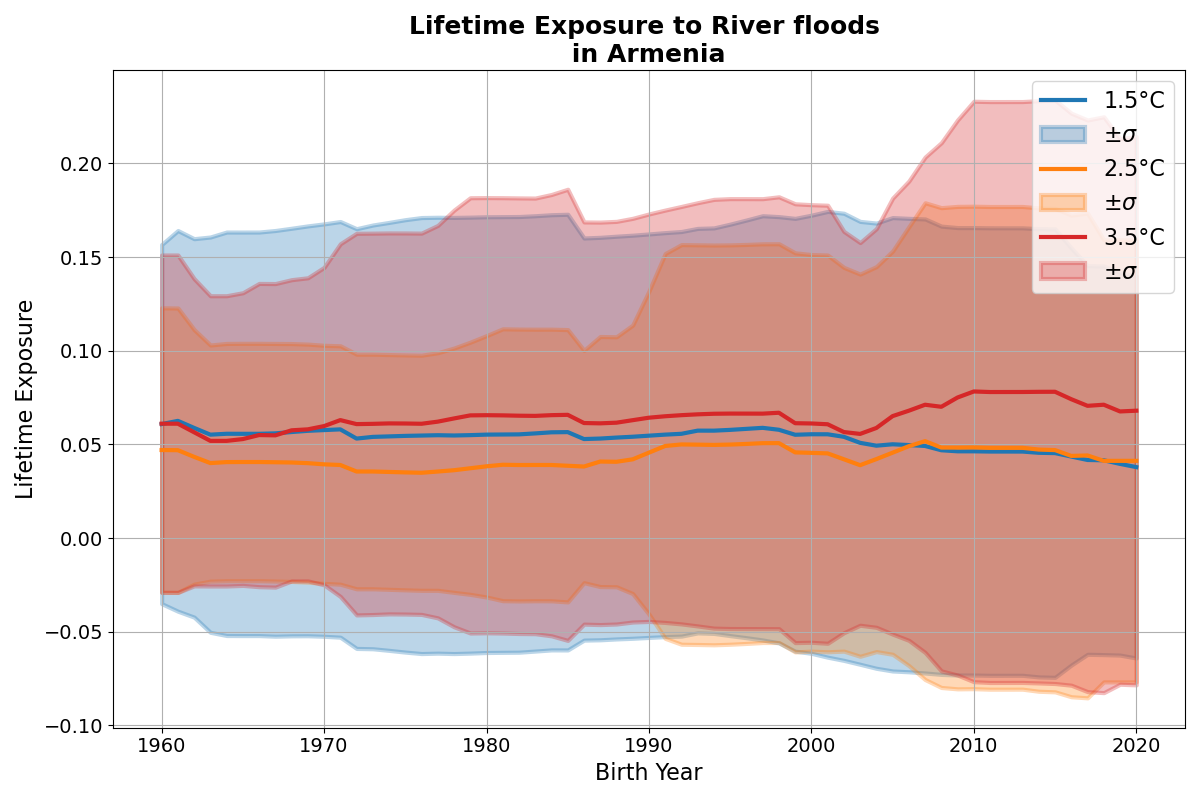 Lifetime Exposure to River floods
in Armenia
Lifetime Exposure
0.20
0.15
0.10
0.05
0.00
−0.05
−0.10
1960
1970
1980
1990
2000
2010
2020
Birth Year
1.5°C
±σ
2.5°C
±σ
3.5°C
±σ